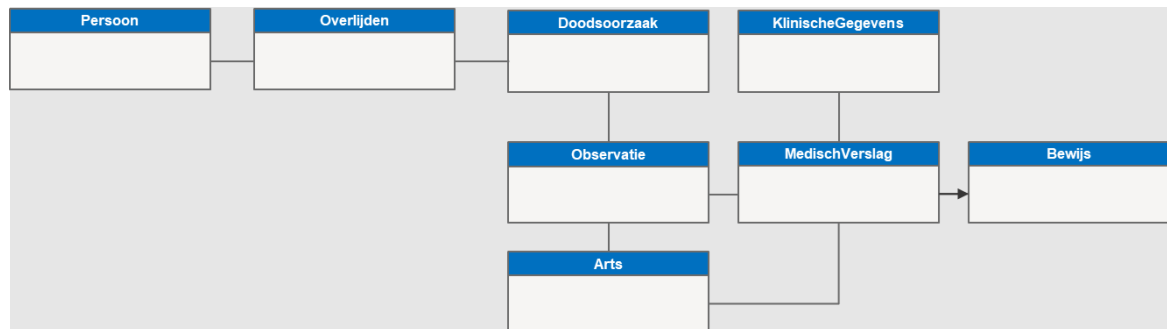 Persoon
Overlijden
Doodsoorzaak
KlinischeGegevens
Observatie
MedischVerslag
Bewijs
Arts